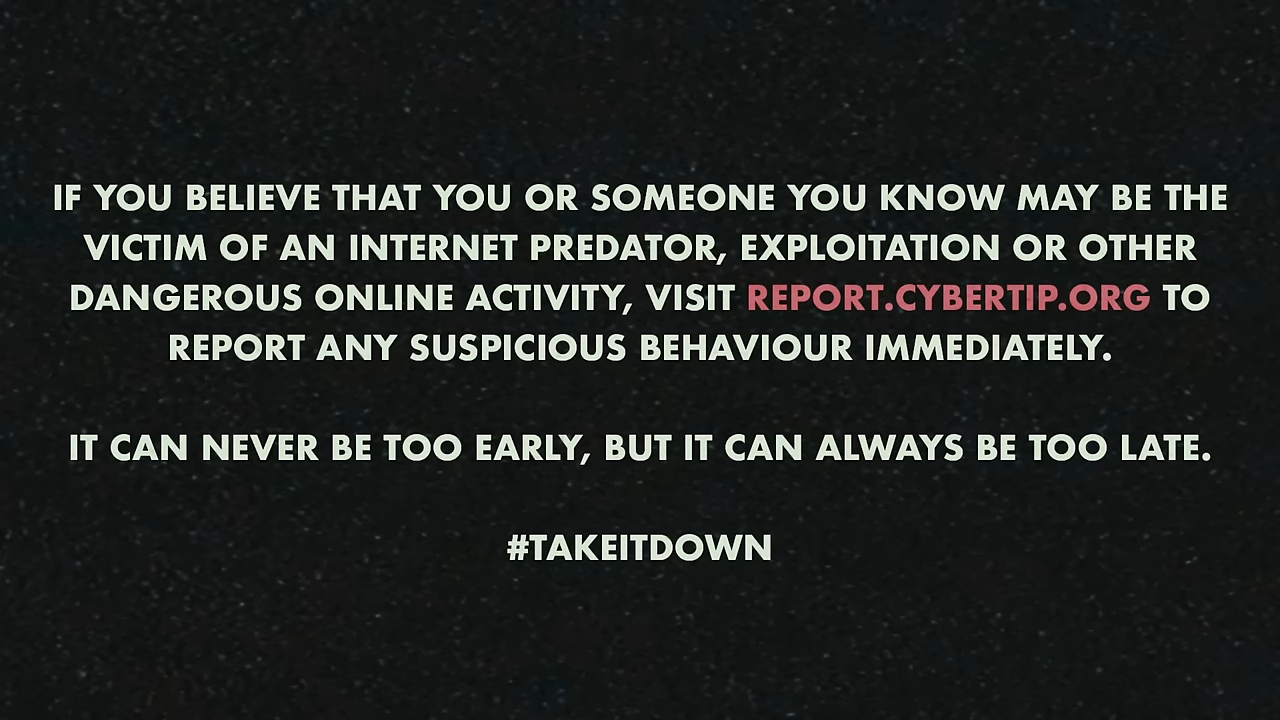 IF YOU BELIEVE THAT YOU OR SOMEONE YOU KNOW MAY BE THE
VICTIM OF AN INTERNET PREDATOR, EXPLOITATION OR OTHER
DANGEROUS ONLINE ACTIVITY, VISIT REPORT.CYBERTIP.ORG TO
REPORT ANY SUSPICIOUS BEHAVIOUR IMMEDIATELY.
IT CAN NEVER BE TOO EARLY, BUT IT CAN ALWAYS BE TOO LATE.
#TAKEITDOWN